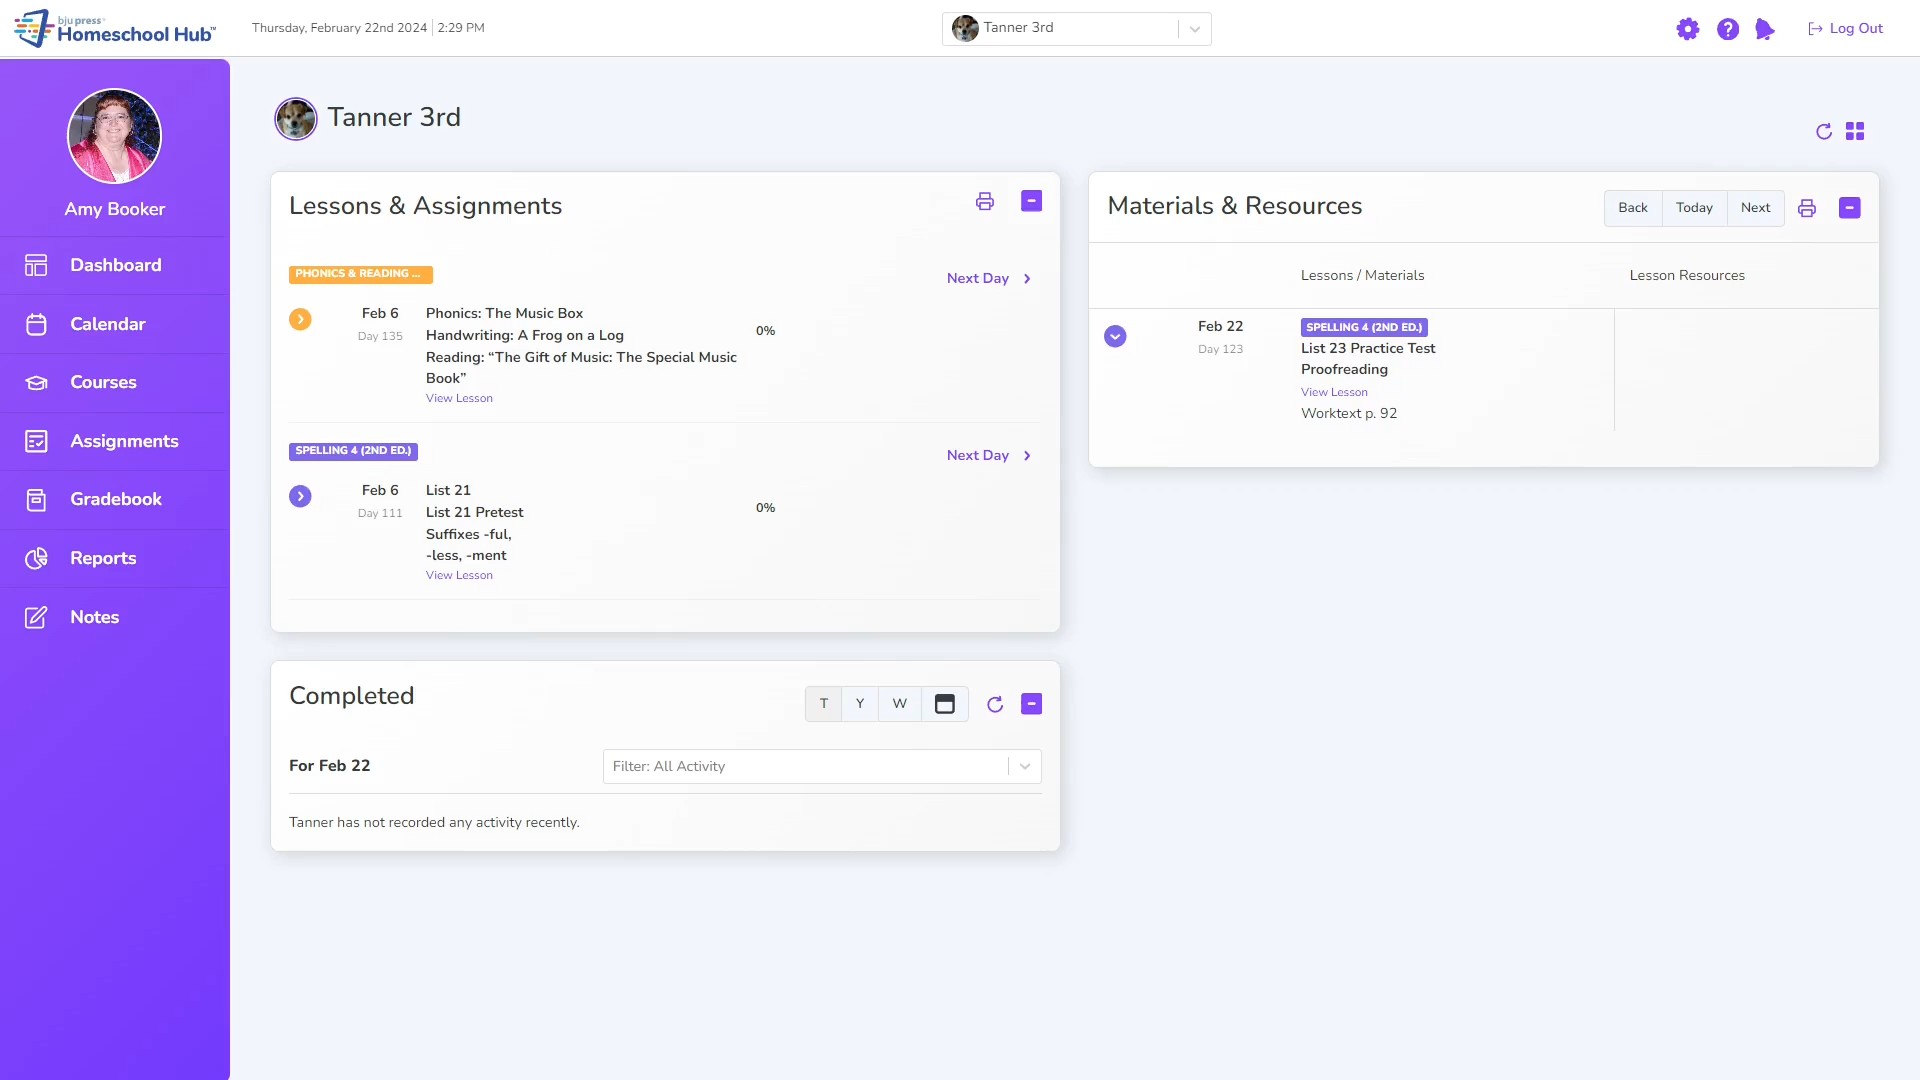 bju press®
Homeschool Hub™
Thursday, February 22nd 2024 | 2:29 PM
Tanner 3rd
Log Out
Amy Booker
Dashboard
Calendar
Courses
Assignments
Gradebook
Reports
Notes
Tanner 3rd
Lessons & Assignments
PHONICS & READING ...
Next Day
Feb 6
Day 135
Phonics: The Music Box
Handwriting: A Frog on a Log
Reading: “The Gift of Music: The Special Music
Book”
View Lesson
0%
SPELLING 4 (2ND ED.)
Next Day
Feb 6
Day 111
List 21
List 21 Pretest
Suffixes -ful,
-less, -ment
View Lesson
0%
Completed
T Y W
For Feb 22
Filter: All Activity
Tanner has not recorded any activity recently.
Materials & Resources
Back Today Next
Lessons / Materials
Lesson Resources
Feb 22
Day 123
SPELLING 4 (2ND ED.)
List 23 Practice Test
Proofreading
View Lesson
Worktext p. 92